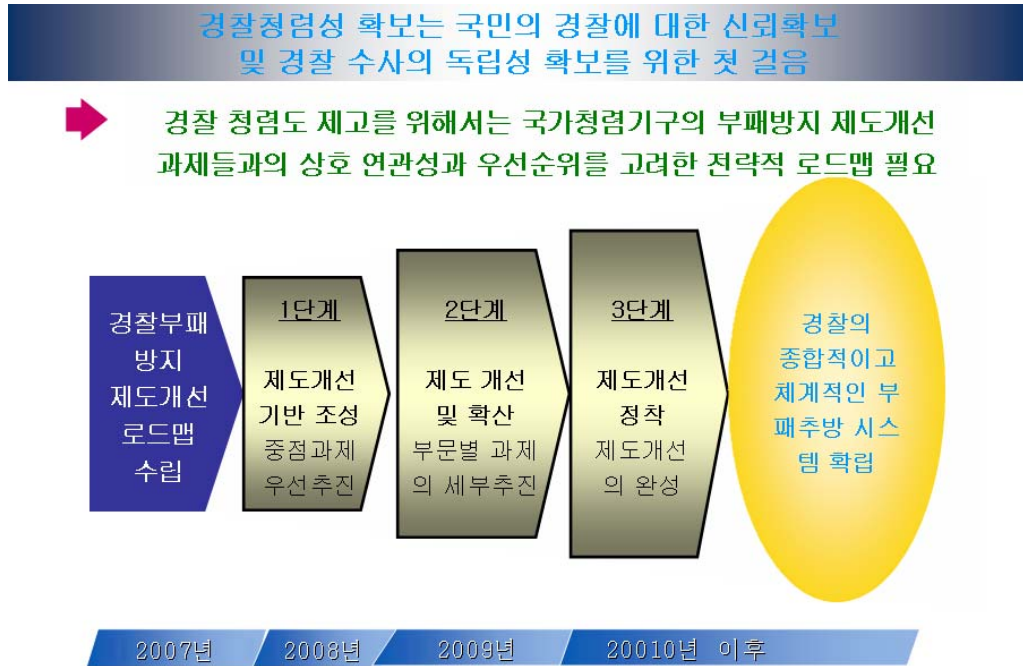 경찰청렴성 확보는 국민의 경찰에 대한 신뢰확보
및 경찰 수사의 독립성 확보를 위한 첫 걸음
경찰 청렴도 제고를 위해서는 국가청렴기구의 부패방지 제도개선
과제들과의 상호 연관성과 우선순위를 고려한 전략적 로드맵 필요
경찰부패
방지
제도개선
로드맵
수립
1단계
제도개선
기반 조성
중점과제
우선추진
2단계
제도 개선
및 확산
부문별 과제
의 세부추진
3단계
제도개선
정착
제도개선
의 완성
경찰의
종합적이고
체계적인 부
패추방 시스
템 확립
2007년
2008년
2009년
20010년 이후